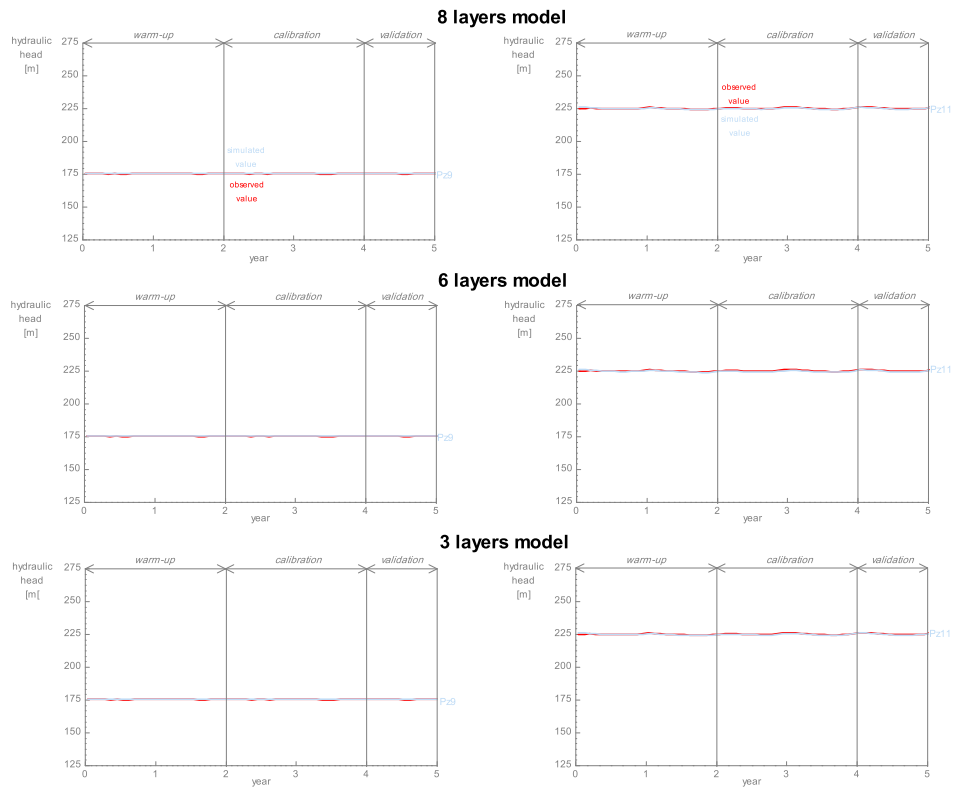 8 layers model
hydraulic
head
[m]
275
250
225
200
175
150
125
warm-up
calibration
validation
simulated
value
observed
value
Pz9
0 1 2 3 4 5
year
hydraulic
head
[m]
275
250
225
200
175
150
125
warm-up
calibration
validation
observed
value
simulated
value
Pz11
0 1 2 3 4 5
year
6 layers model
hydraulic
head
[m]
275
250
225
200
175
150
125
warm-up
calibration
validation
Pz9
0 1 2 3 4 5
year
hydraulic
head
[m]
275
250
225
200
175
150
125
warm-up
calibration
validation
Pz11
0 1 2 3 4 5
year
3 layers model
hydraulic
head
[m[
275
250
225
200
175
150
125
warm-up
calibration
validation
Pz9
0 1 2 3 4 5
year
hydraulic
head
[m]
275
250
225
200
175
150
125
warm-up
calibration
validation
Pz11
0 1 2 3 4 5
year